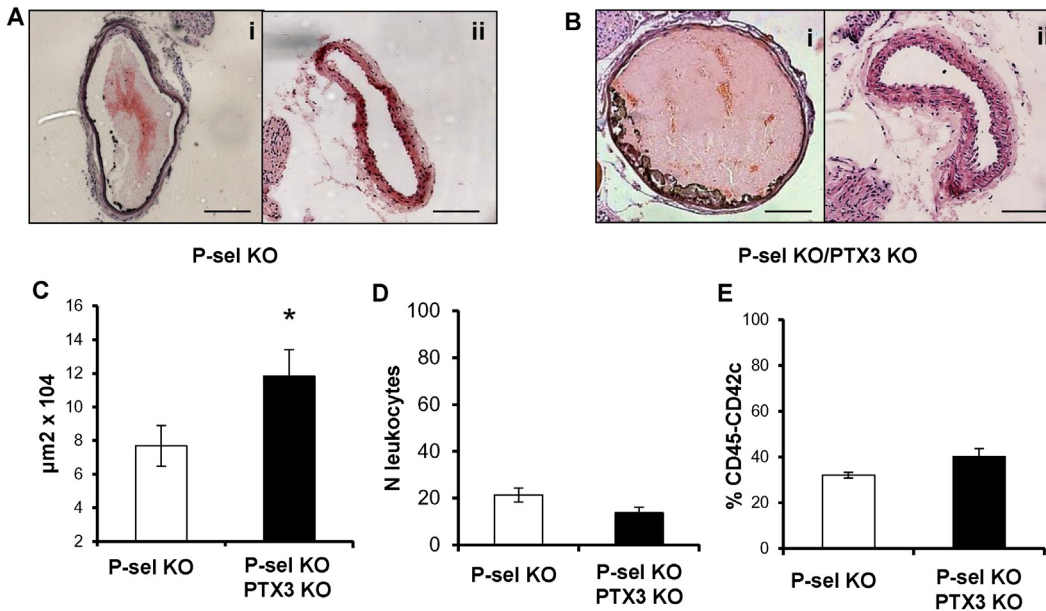 A
i
ii
B
i
ii
P-sel KO
P-sel KO/PTX3 KO
C
16
14
12
10
8
6
4
2
µm2 x 104
*
P-sel KO
P-sel KO
PTX3 KO
D
100
80
60
40
20
0
N leukocytes
P-sel KO
P-sel KO
PTX3 KO
E
100
80
60
40
20
0
% CD45-CD42c
P-sel KO
P-sel KO
PTX3 KO